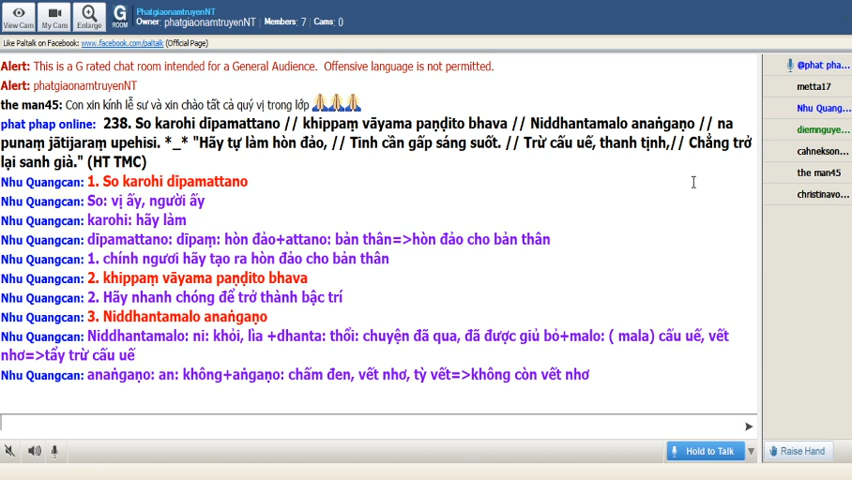 PhatgiaonamtruyenNT
Owner: phatgiaonamtruyenNT | Members: 7 | Cams: 0
View Cam
My Cam
Enlarge
G
ROOM
Like Paltalk on Facebook: www.facebook.com/paltalk (Official Page)
Alert: This is a G rated chat room intended for a General Audience. Offensive language is not permitted.
Alert: phatgiaonamtruyenNT
the man45: Con xin kính lễ sư và xin chào tất cả quý vị trong lớp
phat phap online: 238. So karohi dīpamattano // khippaṃ vāyama paṇḍito bhava // Niddhantamalo anaṅgaṇo // na
punaṃ jātijaraṃ upehisi. *_* "Hãy tự làm hòn đảo, // Tinh cần gấp sáng suốt. // Trừ cấu uế, thanh tịnh,// Chẳng trở
lại sanh già." (HT TMC)
Nhu Quangcan: 1. So karohi dīpamattano
Nhu Quangcan: So: vị ấy, người ấy
Nhu Quangcan: karohi: hãy làm
Nhu Quangcan: dīpamattano: dīpaṃ: hòn đảo+attano: bản thân=>hòn đảo cho bản thân
Nhu Quangcan: 1. chính ngươi hãy tạo ra hòn đảo cho bản thân
Nhu Quangcan: 2. khippaṃ vāyama paṇḍito bhava
Nhu Quangcan: 2. Hãy nhanh chóng để trở thành bậc trí
Nhu Quangcan: 3. Niddhantamalo anaṅgaṇo
Nhu Quangcan: Niddhantamalo: ni: khỏi, lìa +dhanta: thổi: chuyện đã qua, đã được giủ bỏ+malo: ( mala) cấu uế, vết
nhơ=>tẩy trừ cấu uế
Nhu Quangcan: anaṅgaṇo: an: không+aṅgaṇo: chấm đen, vết nhơ, tỳ vết=>không còn vết nhơ
@phat pha...
metta17
Nhu Quang...
diemnguye...
cahnekson...
the man45
christinavo...
Hold to Talk
Raise Hand